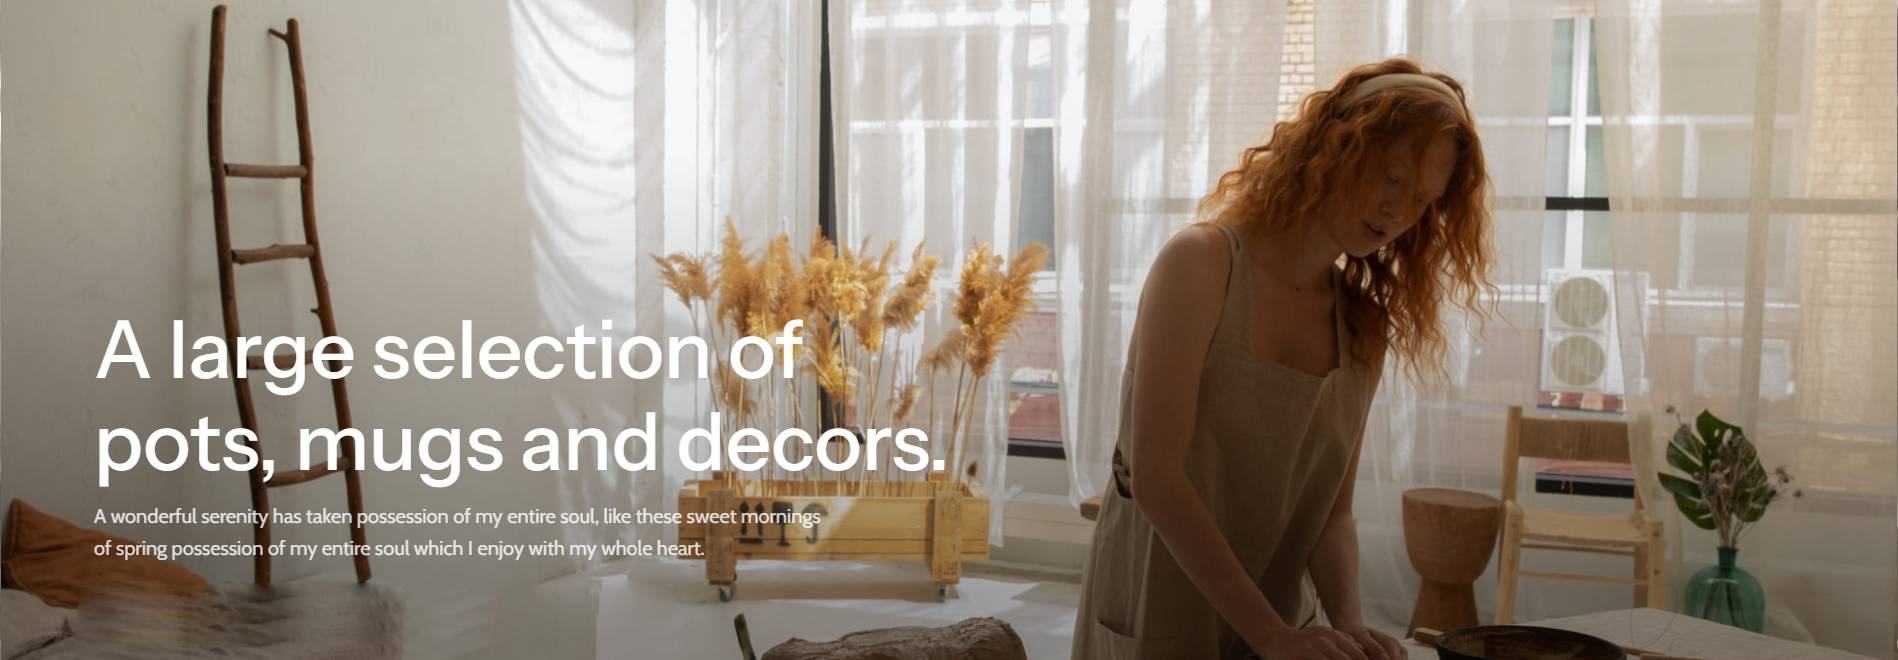 A large selection of
pots, mugs and decors.
A wonderful serenity has taken possession of my entire soul, like these sweet mornings
of spring possession of my entire soul which I enjoy with my whole heart.